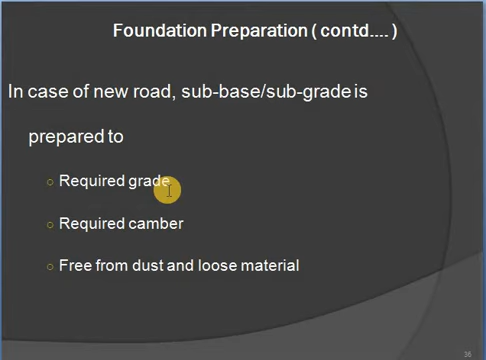 Foundation Preparation ( contd.... )
In case of new road, sub-base/sub-grade is
prepared to
Required grade
Required camber
Free from dust and loose material
36